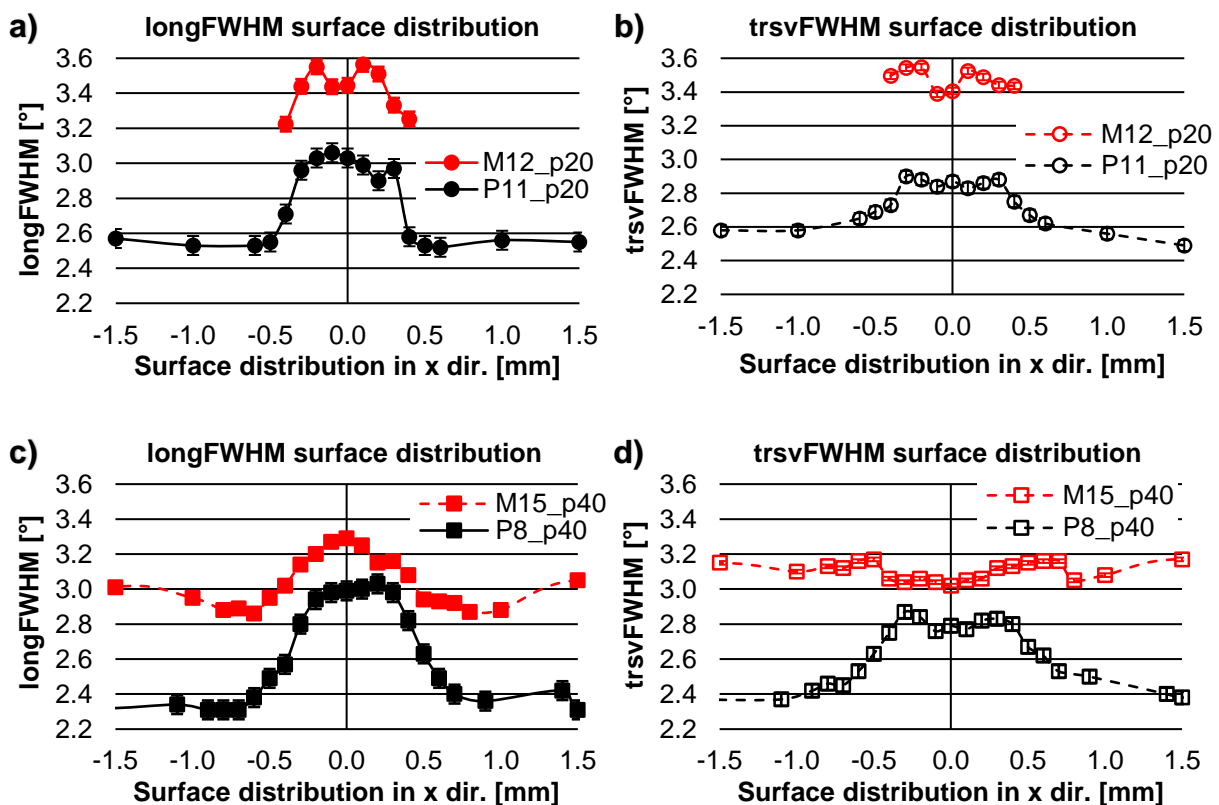 a)
longFWHM surface distribution
3.6
3.4
3.2
3.0
2.8
2.6
2.4
2.2
longFWHM [°]
M12_p20
P11_p20
-1.5 -1.0 -0.5 0.0 0.5 1.0 1.5
Surface distribution in x dir. [mm]
b)
trsvFWHM surface distribution
3.6
3.4
3.2
3.0
2.8
2.6
2.4
2.2
trsvFWHM [°]
M12_p20
P11_p20
-1.5 -1.0 -0.5 0.0 0.5 1.0 1.5
Surface distribution in x dir. [mm]
c)
longFWHM surface distribution
3.6
3.4
3.2
3.0
2.8
2.6
2.4
2.2
longFWHM [°]
M15_p40
P8_p40
-1.5 -1.0 -0.5 0.0 0.5 1.0 1.5
Surface distribution in x dir. [mm]
d)
trsvFWHM surface distribution
3.6
3.4
3.2
3.0
2.8
2.6
2.4
2.2
trsvFWHM [°]
M15_p40
P8_p40
-1.5 -1.0 -0.5 0.0 0.5 1.0 1.5
Surface distribution in x dir. [mm]